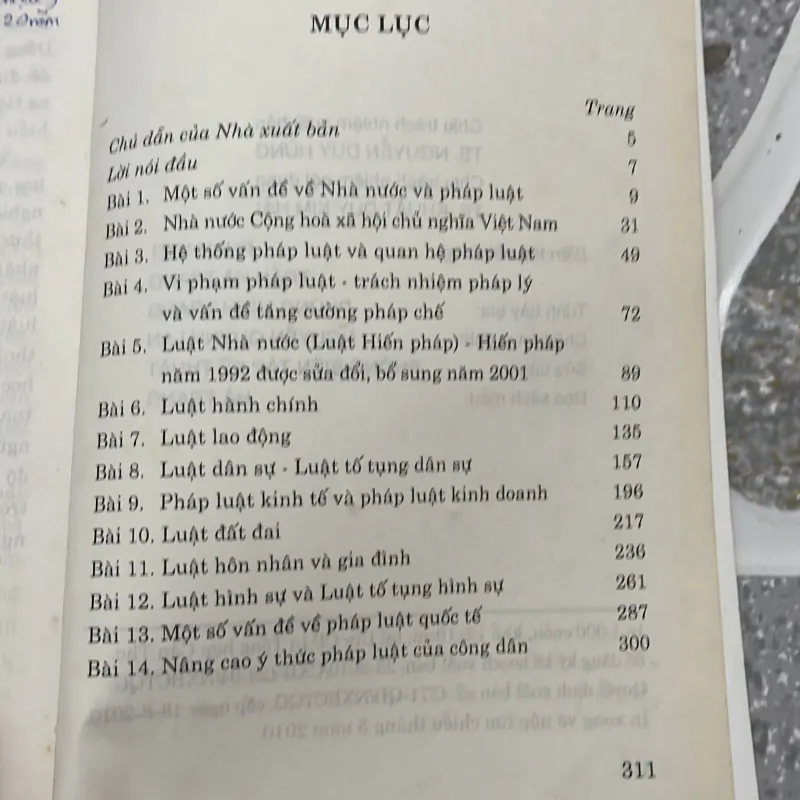 20 năm
MỤC LỤC
Trang
Chú dẫn của Nhà xuất bản 5
Lời nói đầu 7
Bài 1. Một số vấn đề về Nhà nước và pháp luật 9
Bài 2. Nhà nước Cộng hoà xã hội chủ nghĩa Việt Nam 31
Bài 3. Hệ thống pháp luật và quan hệ pháp luật 49
Bài 4. Vi phạm pháp luật - trách nhiệm pháp lý
và vấn đề tăng cường pháp chế 72
Bài 5. Luật Nhà nước (Luật Hiến pháp) - Hiến pháp
năm 1992 được sửa đổi, bổ sung năm 2001 89
Bài 6. Luật hành chính 110
Bài 7. Luật lao động 135
Bài 8. Luật dân sự - Luật tố tụng dân sự 157
Bài 9. Pháp luật kinh tế và pháp luật kinh doanh 196
Bài 10. Luật đất đai 217
Bài 11. Luật hôn nhân và gia đình 236
Bài 12. Luật hình sự và Luật tố tụng hình sự 261
Bài 13. Một số vấn đề về pháp luật quốc tế 287
Bài 14. Nâng cao ý thức pháp luật của công dân 300
311